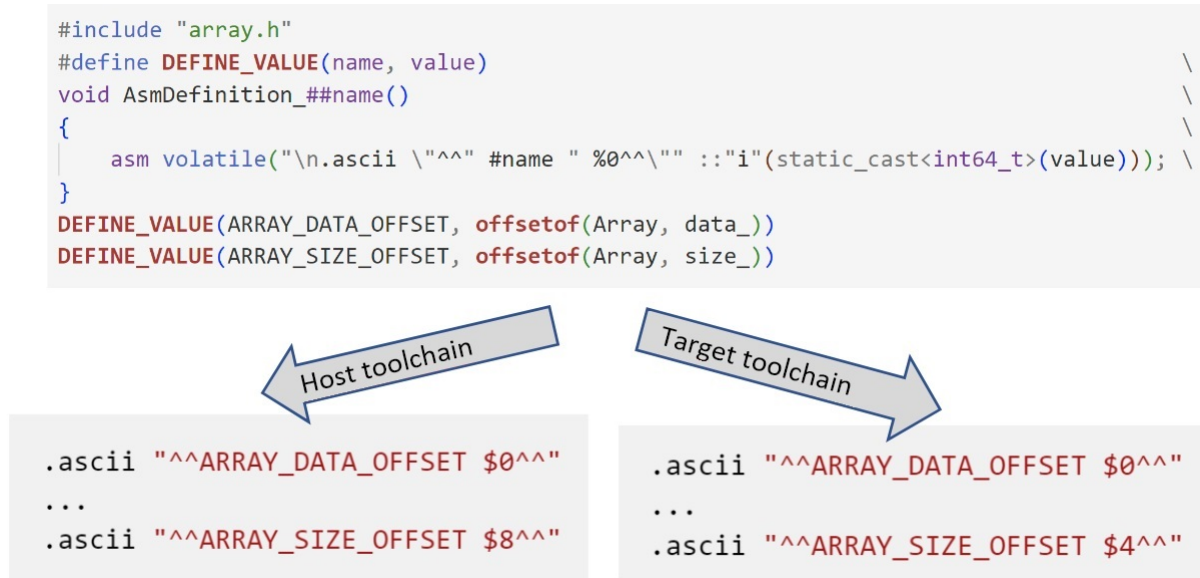 #include "array.h"
#define DEFINE_VALUE(name, value) \
void AsmDefinition_##name() \
{ \
    asm volatile("\n.ascii \"^^" #name " %0^^\"" ::"i"(static_cast<int64_t>(value))); \
}
DEFINE_VALUE(ARRAY_DATA_OFFSET, offsetof(Array, data_))
DEFINE_VALUE(ARRAY_SIZE_OFFSET, offsetof(Array, size_))
Host toolchain
Target toolchain
.ascii "^^ARRAY_DATA_OFFSET $0^^"
...
.ascii "^^ARRAY_SIZE_OFFSET $8^^"
.ascii "^^ARRAY_DATA_OFFSET $0^^"
...
.ascii "^^ARRAY_SIZE_OFFSET $4^^"